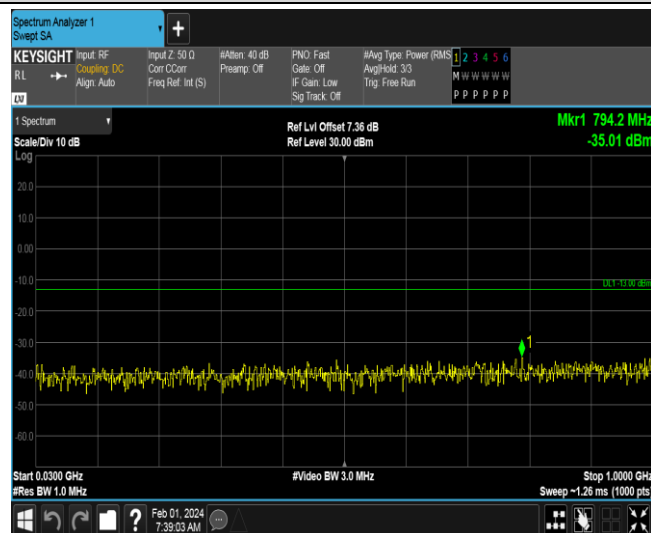 Spectrum Analyzer 1
Swept SA
+
KEYSIGHT Input: RF Input Z: 50 Ω #Atten: 40 dB PNO: Fast #Avg Type: Power (RMS 1 2 3 4 5 6
RL Coupling: DC Corr CCorr Preamp: Off Gate: Off Avg|Hold: 3/3 M W W W W W
Align: Auto Freq Ref: Int (S) IF Gain: Low Trig: Free Run
Sig Track: Off P P P P P P
1 Spectrum
Ref Lvl Offset 7.36 dB Mkr1 794.2 MHz
Scale/Div 10 dB Ref Level 30.00 dBm -35.01 dBm
Log
20.0
10.0
0.00
-10.0
DL1 -13.00 dBm
-20.0
-30.0
1
-40.0
-50.0
-60.0
Start 0.0300 GHz #Video BW 3.0 MHz Stop 1.0000 GHz
#Res BW 1.0 MHz Sweep ~1.26 ms (1000 pts)
? Feb 01, 2024
7:39:03 AM